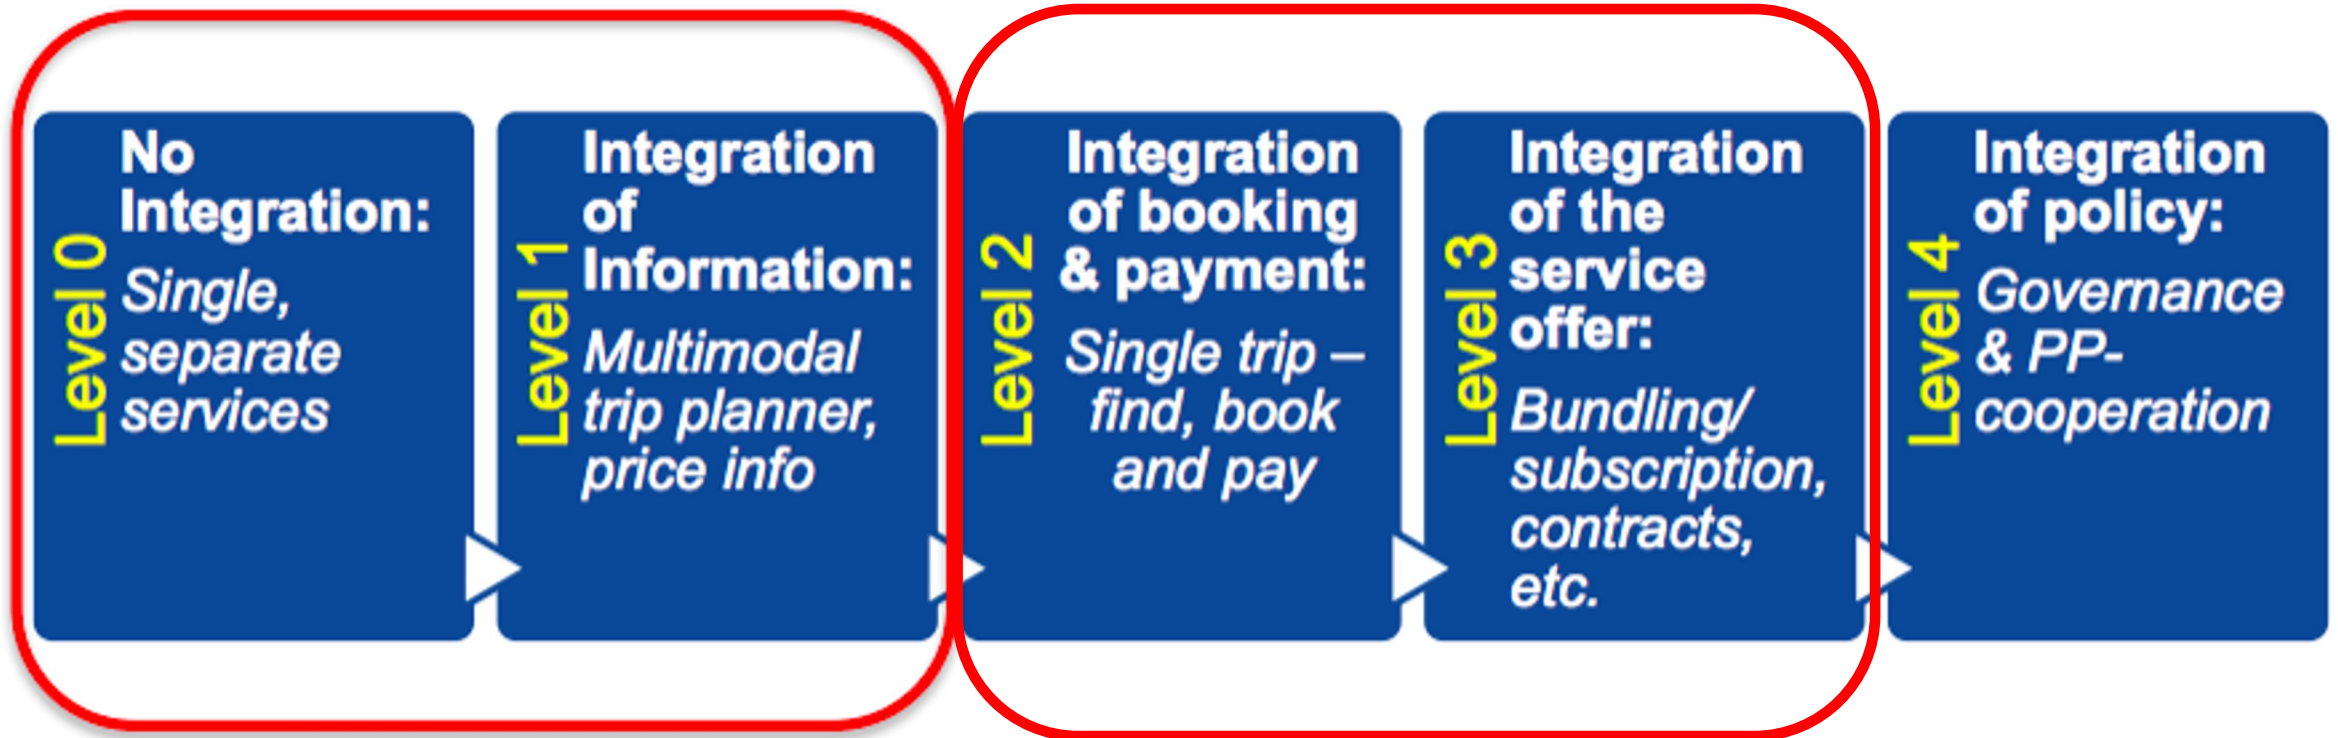 Level 0
No
Integration:
Single,
separate
services
Level 1
Integration
of
Information:
Multimodal
trip planner,
price info
Level 2
Integration
of booking
& payment:
Single trip –
find, book
and pay
Level 3
Integration
of the
service
offer:
Bundling/
subscription,
contracts,
etc.
Level 4
Integration
of policy:
Governance
& PP-
cooperation